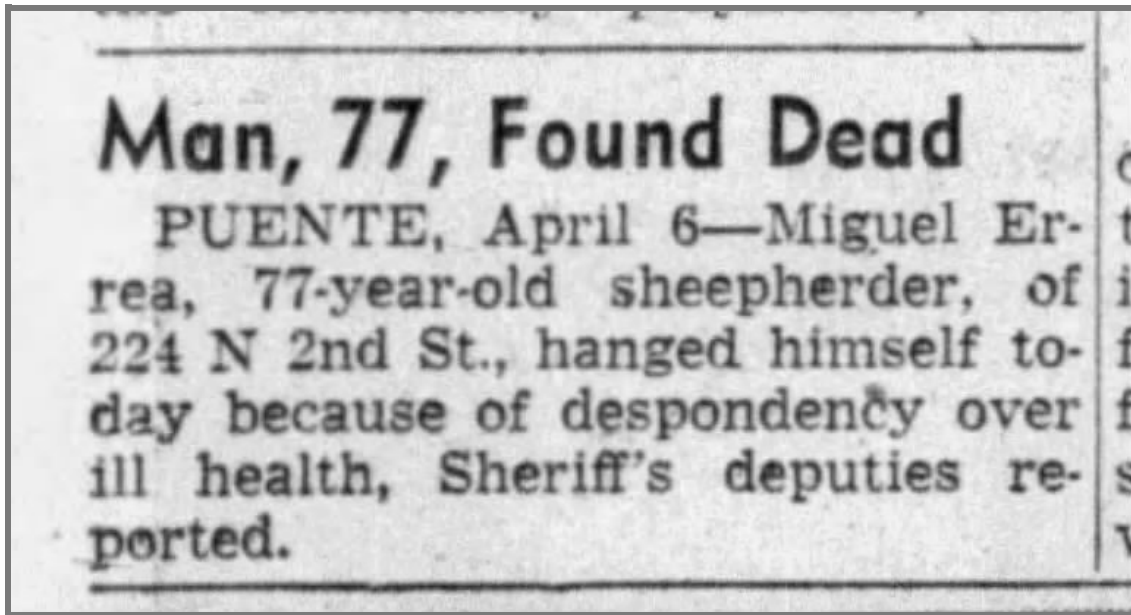 Man, 77, Found Dead
PUENTE, April 6—Miguel Er-
rea, 77-year-old sheepherder, of
224 N 2nd St., hanged himself to-
day because of despondency over
ill health, Sheriff's deputies re-
ported.